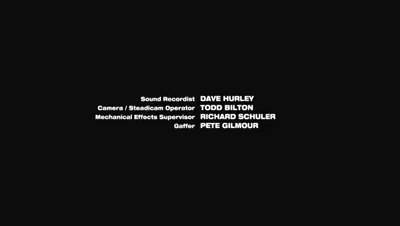 Sound Recordist DAVE HURLEY
Camera / Steadicam Operator TODD BILTON
Mechanical Effects Supervisor RICHARD SCHULER
Gaffer PETE GILMOUR